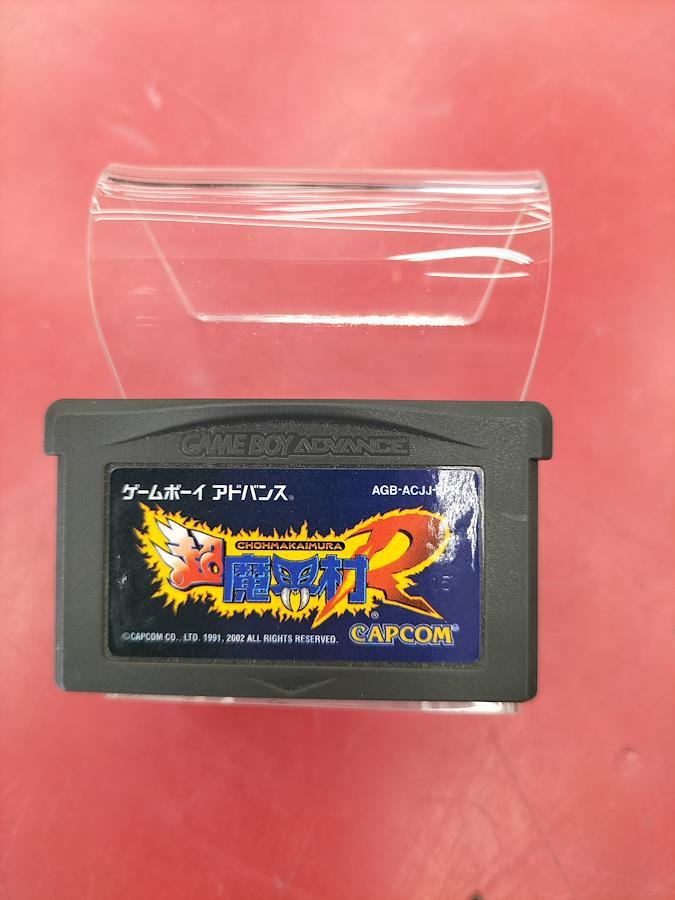 GAME BOY ADVANCE
ゲームボーイ アドバンス®
AGB-ACJJ-
CHOHMAKAIMURA
超魔界村R®
©CAPCOM CO., LTD. 1991, 2002 ALL RIGHTS RESERVED.
CAPCOM®